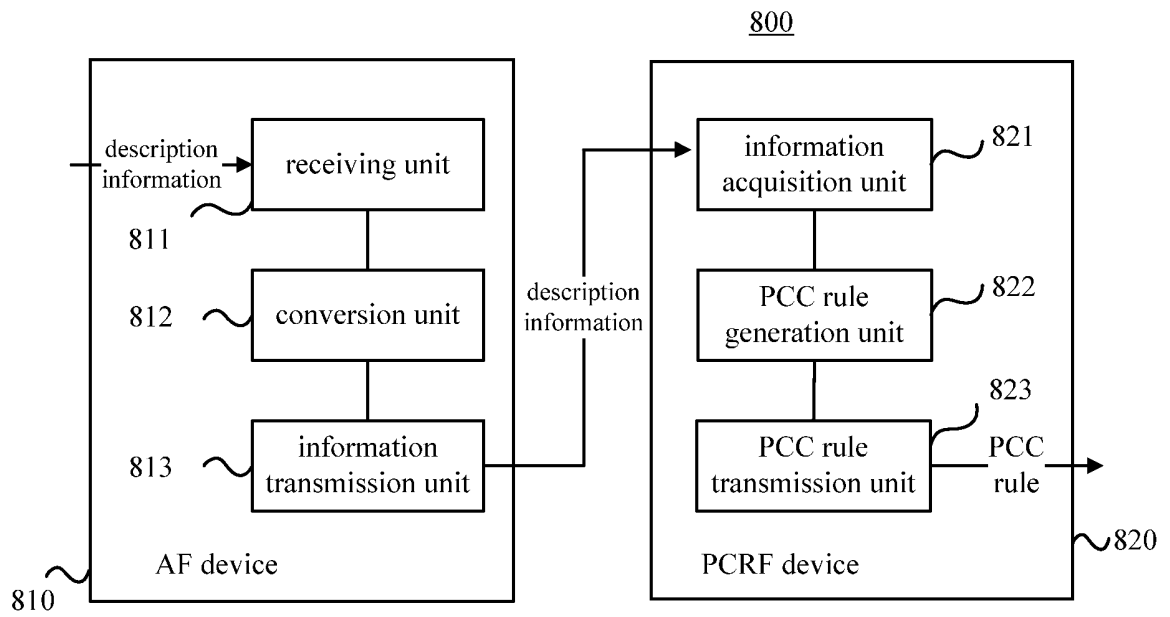 800
description
information
receiving unit
811
812
conversion unit
813
information
transmission unit
AF device
810
description
information
information
acquisition unit
821
PCC rule
generation unit
822
823
PCC rule
transmission unit
PCC
rule
PCRF device
820